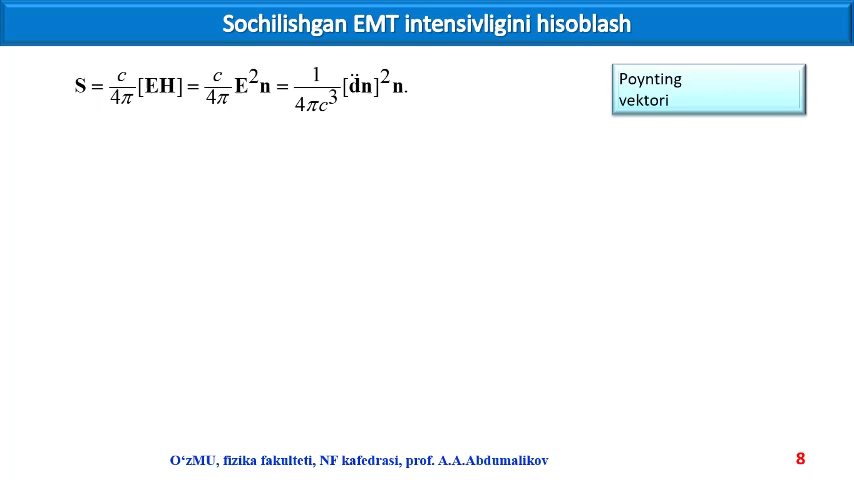 Sochilishgan EMT intensivligini hisoblash
S = c/4π [EH] = c/4π E²n = 1/4πc³ [d̈n]²n.
Poynting
vektori
O‘zMU, fizika fakulteti, NF kafedrasi, prof. A.A.Abdumalikov
8